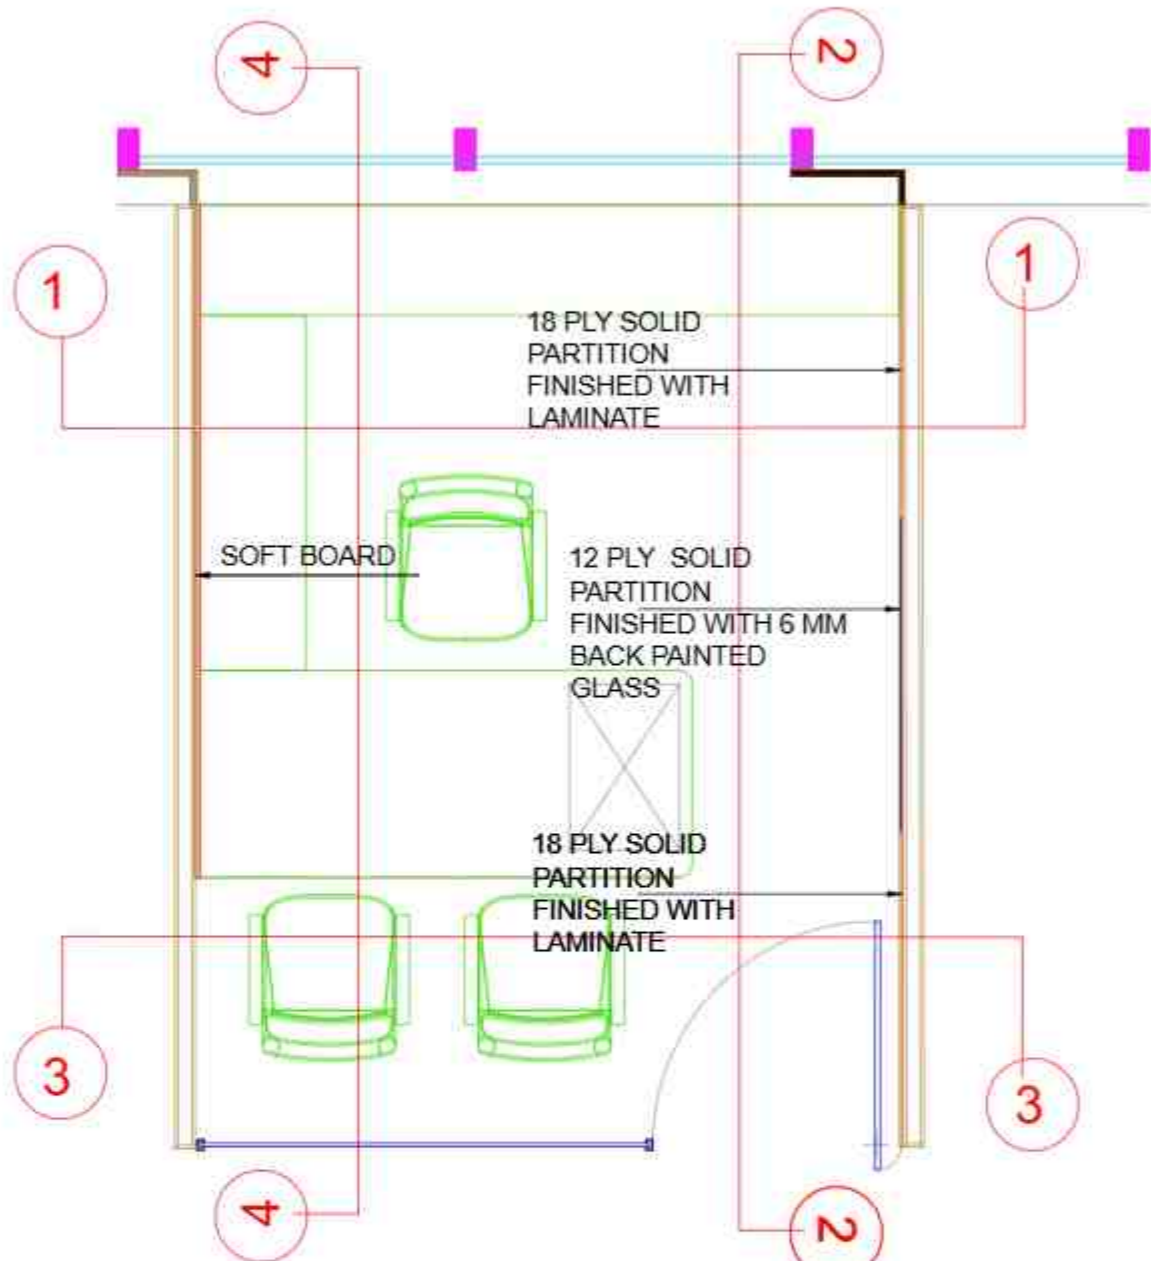 4
2
1
1
18 PLY SOLID
PARTITION
FINISHED WITH
LAMINATE
SOFT BOARD
12 PLY SOLID
PARTITION
FINISHED WITH 6 MM
BACK PAINTED
GLASS
18 PLY SOLID
PARTITION
FINISHED WITH
LAMINATE
3
3
4
2